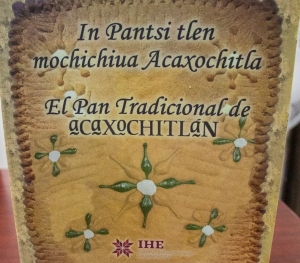 In Pantsi tlen
mochichiua Acaxochitla
El Pan Tradicional de
acaxochitlán
IHE